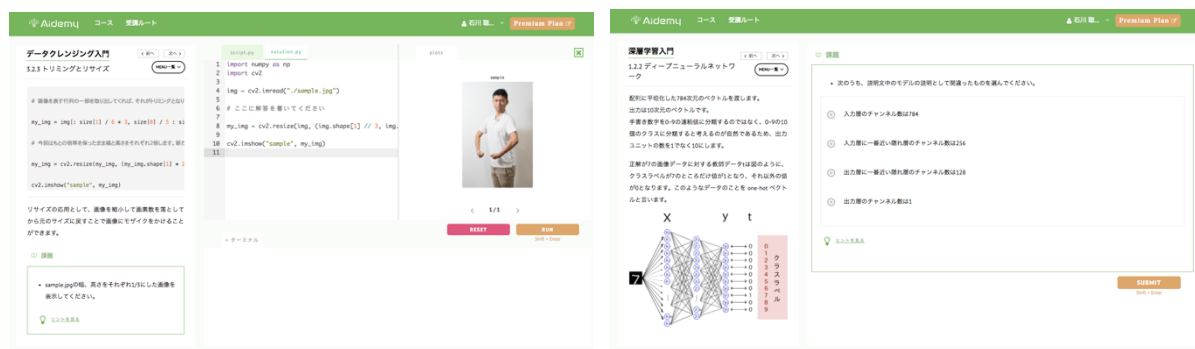 Aidemy コース 受講ルート 石川 聡... Premium Plan
データクレンジング入門 前へ 次へ
3.2.3 トリミングとリサイズ MENU一覧
# 画像を表す行列の一部を取り出してくれば、それがトリミングとなり
my_img = img[: size[1] / 6 * 3, size[0] / 5 : si
my_img = cv2.resize(my_img, (my_img.shape[1] * 2
cv2.imshow("sample", my_img)
リサイズの応用として、画像を縮小して画素数を落として
から元のサイズに戻すことで画像にモザイクをかけること
ができます。
課題
• sample.jpgの幅、高さをそれぞれ1/3にした画像を
表示してください。
ヒントを見る
script.py solution.py
1 import numpy as np
2 import cv2
3
4 img = cv2.imread("./sample.jpg")
5
6 # ここに解答を書いてください
7
8 my_img = cv2.resize(img, (img.shape[1] // 3, img.
9
10 cv2.imshow("sample", my_img)
11
plots
sample
1/1
RESET RUN
Shift + Enter
ターミナル
Aidemy コース 受講ルート 石川 聡... Premium Plan
深層学習入門 前へ 次へ
1.2.2 ディープニューラルネットワ
ーク MENU一覧
配列に平坦化した784次元のベクトルを渡します。
出力は10次元のベクトルです。
手書き数字を0-9の連続値に分類するのではなく、0-9の10
個のクラスに分類すると考えるのが自然であるため、出力
ユニットの数を1でなく10にします。
正解が7の画像データに対する教師データtは図のように、
クラスラベルが7のところだけ値が1となり、それ以外の値
が0となります。このようなデータのことを one-hot ベクト
ルと言います。
X y t
7
0 0
0 1
0 2
0 3
0 4
0 5
0 6
1 7
0 8
0 9
クラスラベル
課題
• 次のうち、説明文中のモデルの説明として間違ったものを選んでください。
入力層のチャンネル数は784
入力層に一番近い隠れ層のチャンネル数は256
出力層に一番近い隠れ層のチャンネル数は128
出力層のチャンネル数は1
ヒントを見る
SUBMIT
Shift + Enter